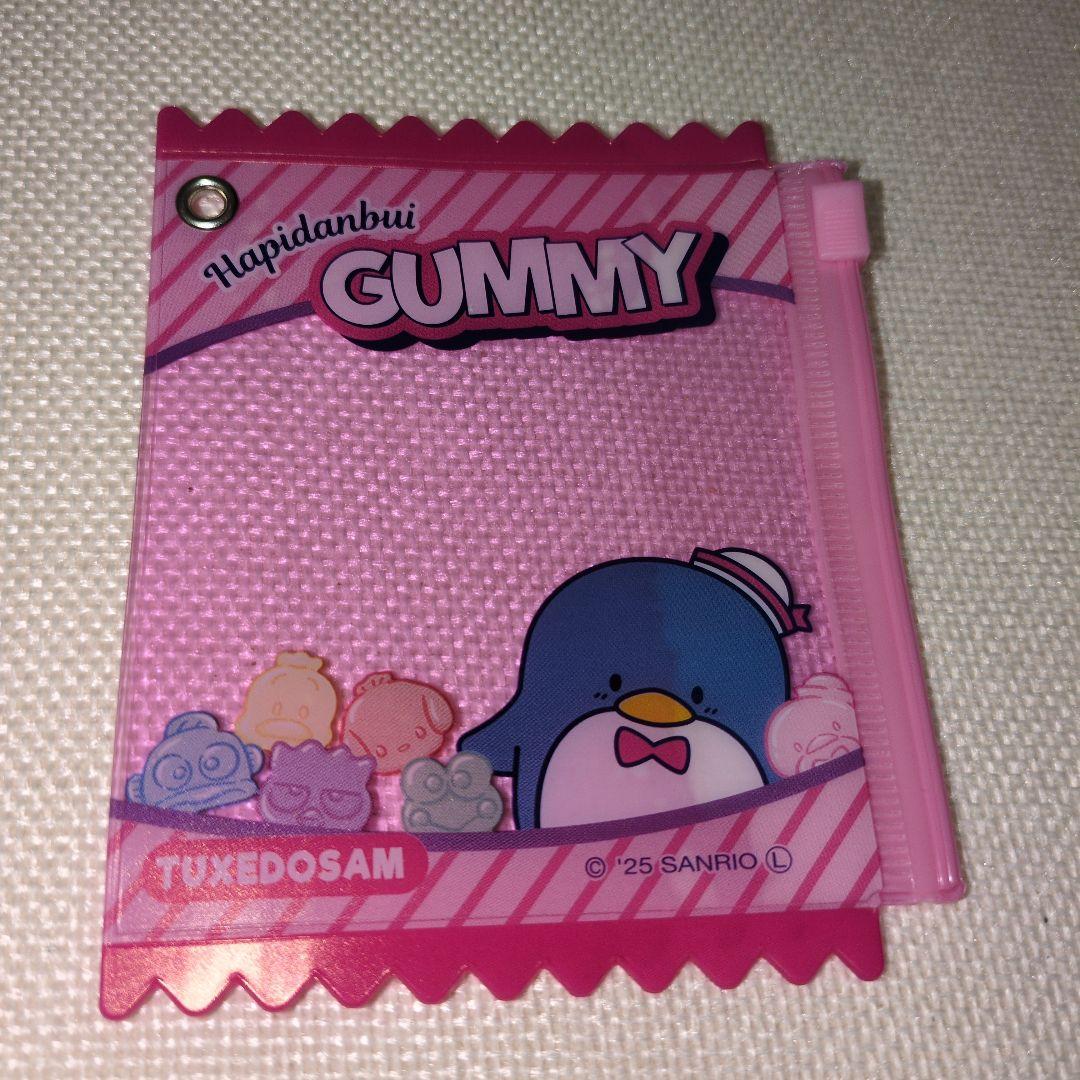 Hapidanbui
GUMMY
TUXEDOSAM
© '25 SANRIO Ⓛ